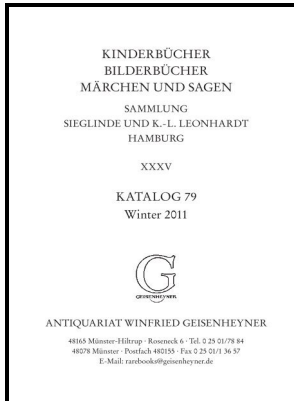 KINDERBÜCHER
BILDERBÜCHER
MÄRCHEN UND SAGEN
SAMMLUNG
SIEGLINDE UND K.-L. LEONHARDT
HAMBURG
XXXV
KATALOG 79
Winter 2011
G
GEISENHEYNER
ANTIQUARIAT WINFRIED GEISENHEYNER
48165 Münster-Hiltrup · Roseneck 6 · Tel. 0 25 01/78 84
48078 Münster · Postfach 480155 · Fax 0 25 01/1 36 57
E-Mail: rarebooks@geisenheyner.de